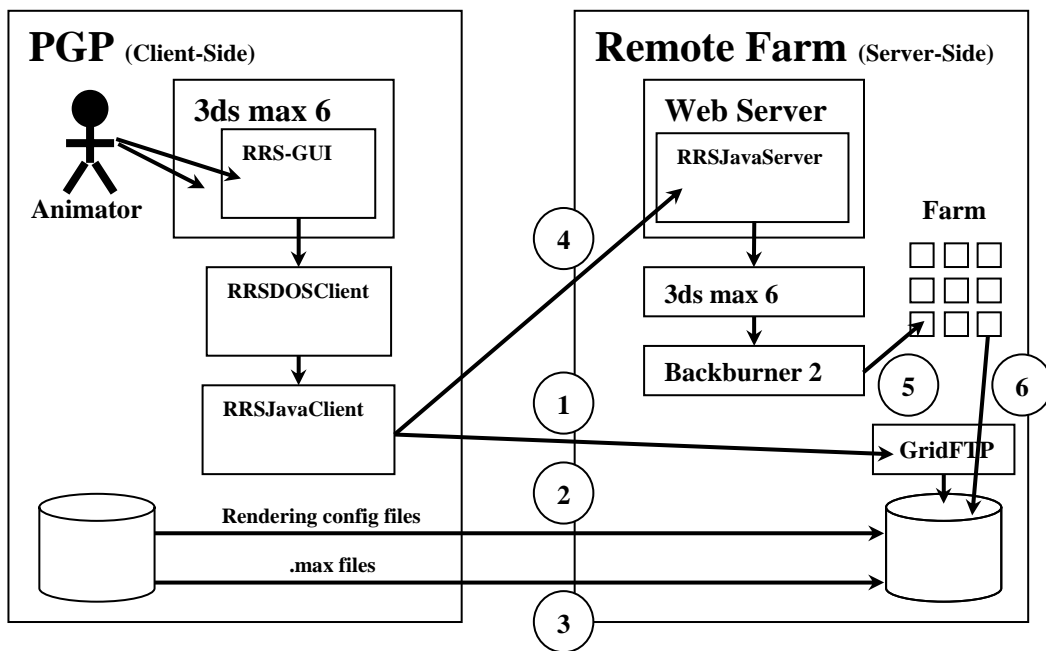 PGP (Client-Side)
3ds max 6
RRS-GUI
Animator
RRSDOSClient
RRSJavaClient
Rendering config files
.max files
4
1
2
3
Remote Farm (Server-Side)
Web Server
RRSJavaServer
Farm
3ds max 6
Backburner 2
5
6
GridFTP